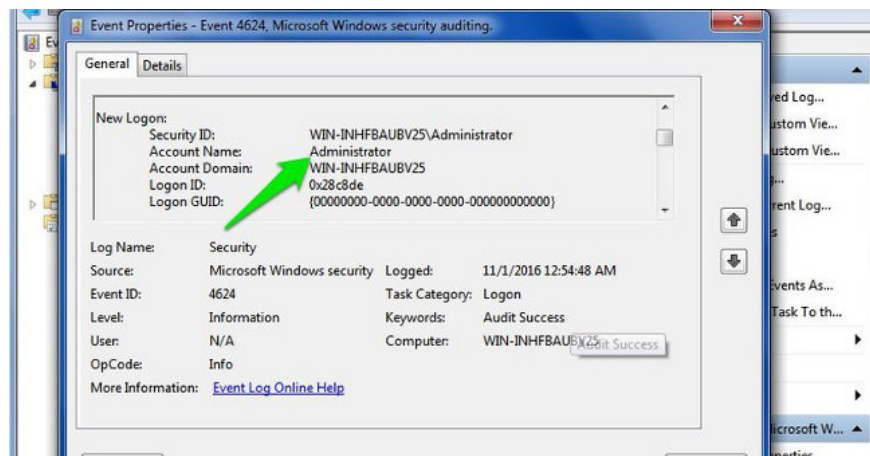 Event Properties - Event 4624, Microsoft Windows security auditing.
General Details
New Logon:
Security ID: WIN-INHFBAUBV25\Administrator
Account Name: Administrator
Account Domain: WIN-INHFBAUBV25
Logon ID: 0x28c8de
Logon GUID: {00000000-0000-0000-0000-000000000000}
Log Name: Security
Source: Microsoft Windows security Logged: 11/1/2016 12:54:48 AM
Event ID: 4624 Task Category: Logon
Level: Information Keywords: Audit Success
User: N/A Computer: WIN-INHFBAUBV25
Audit Success
OpCode: Info
More Information: Event Log Online Help
Ev
ved Log...
ustom Vie...
ustom Vie...
rent Log...
s
Events As...
Task To th...
licrosoft W...